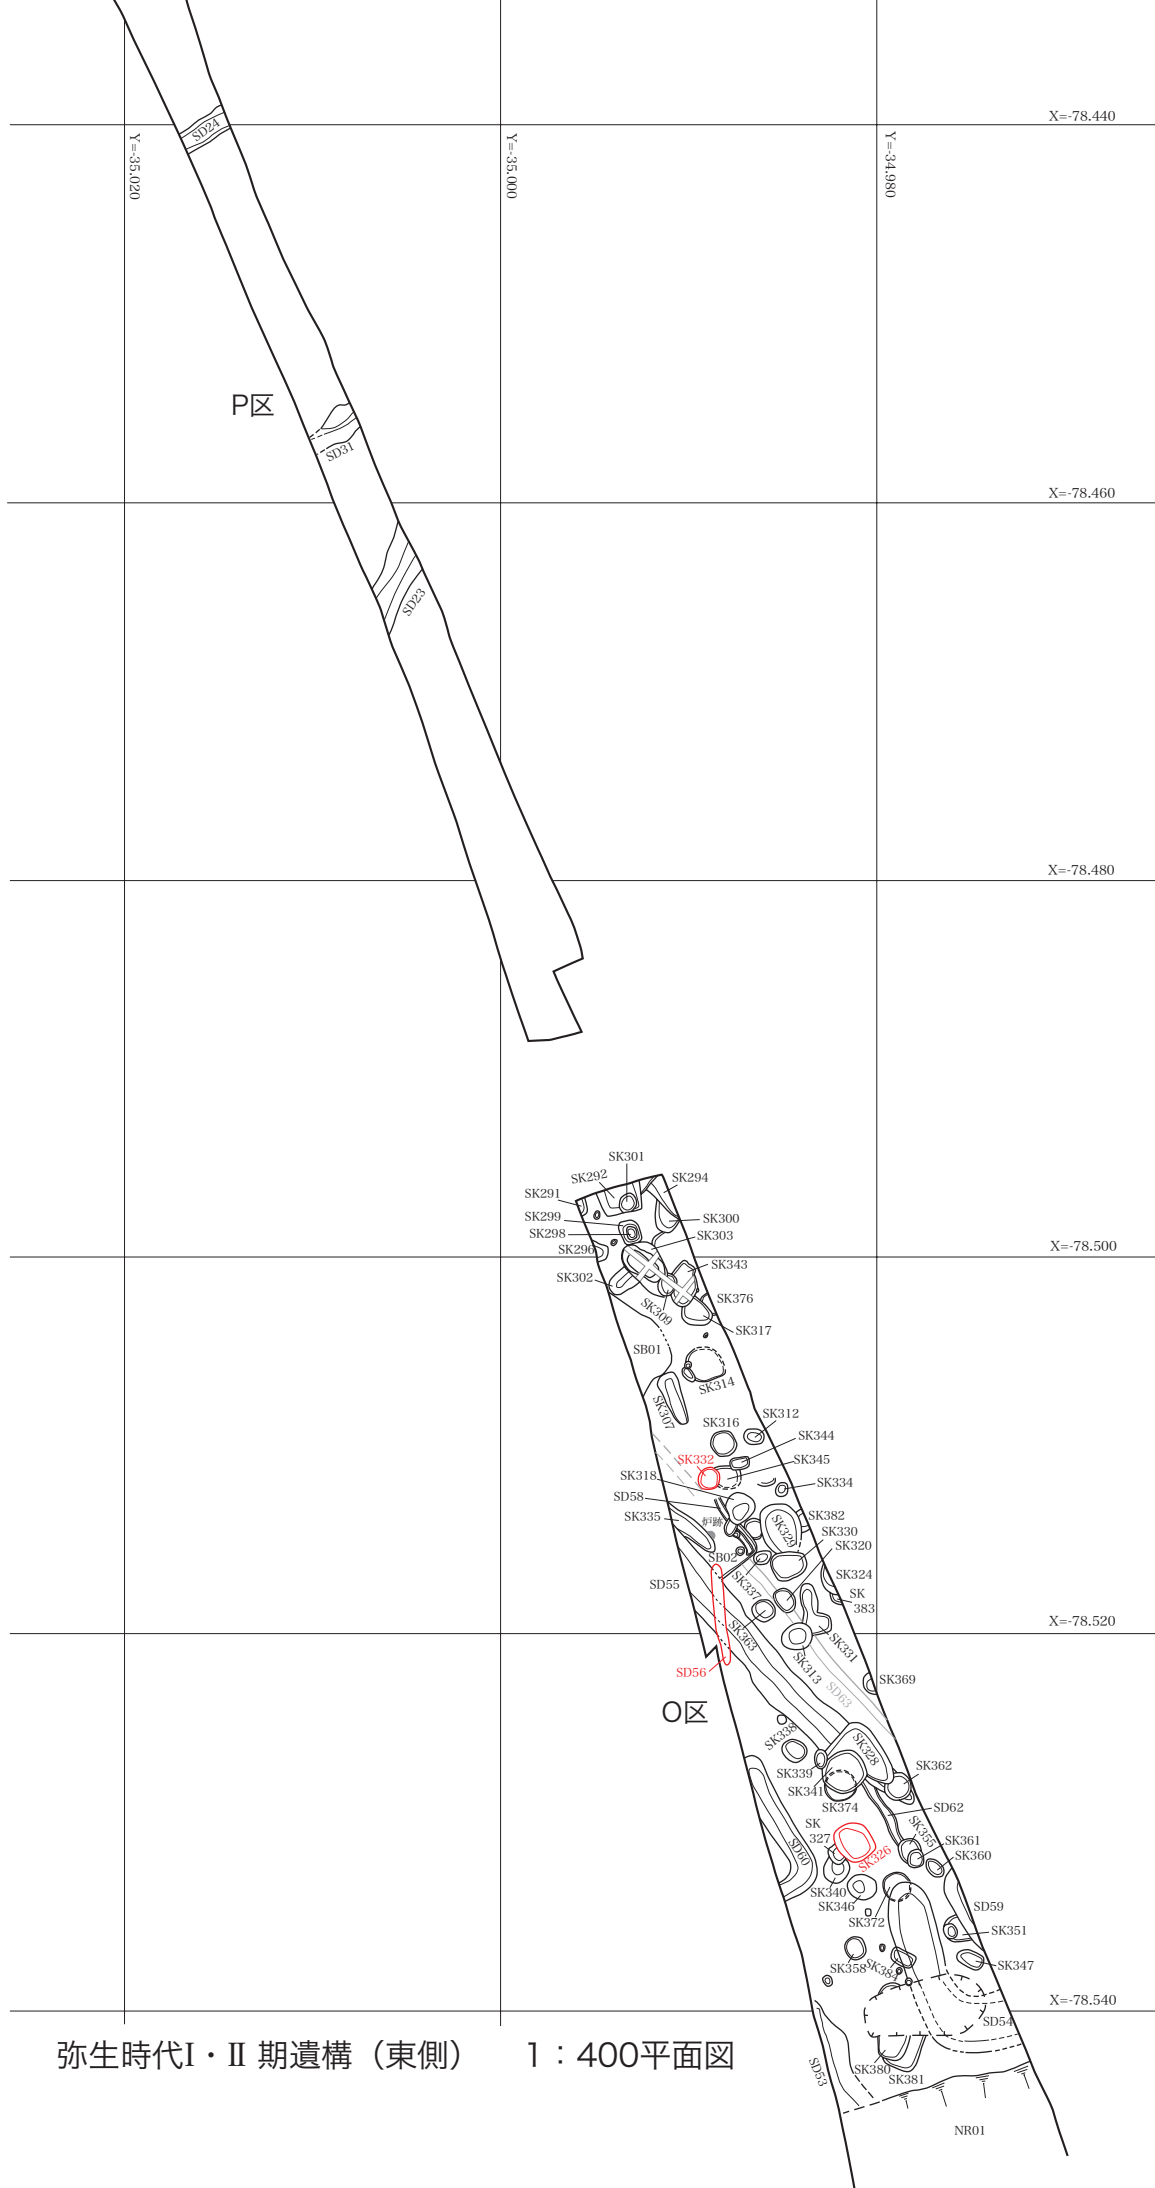 X=-78.440
SD24
Y=-35.020
Y=-35.000
Y=-34.980
P区
SD31
X=-78.460
SD23
X=-78.480
SK301
SK292
SK294
SK291
SK299
SK300
SK298
SK303
SK296
X=-78.500
SK343
SK302
SK376
SK309
SK317
SB01
SK314
SK307
SK312
SK316
SK344
SK332
SK345
SK318
SK334
SD58
SK335
SK382
炉跡
SK329
SK330
SK320
SB02
SK324
SD55
SK337
SK
383
X=-78.520
SK363
SK331
SK313
SD56
SK369
SD63
O区
SK338
SK328
SK339
SK362
SK341
SK374
SD62
SK
327
SK355
SK361
SD60
SK326
SK360
SK340
SK346
SD59
SK372
SK351
SK358
SK384
SK347
X=-78.540
SD54
弥生時代Ⅰ・Ⅱ 期遺構（東側）　1：400平面図
SD53
SK380
SK381
NR01